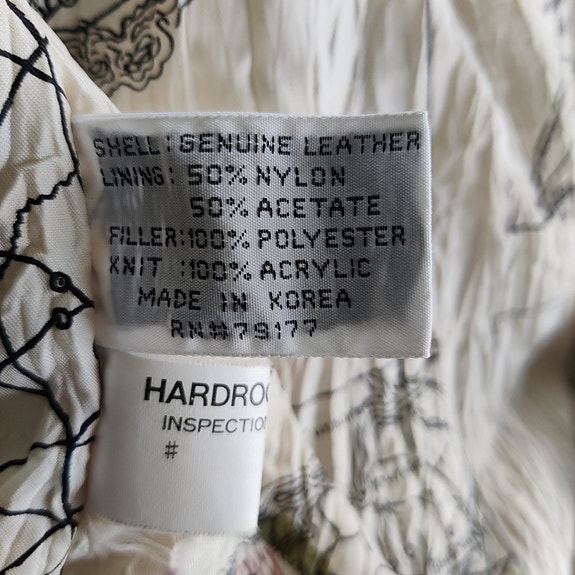 SHELL: GENUINE LEATHER
LINING: 50% NYLON
50% ACETATE
FILLER:100% POLYESTER
KNIT :100% ACRYLIC
MADE IN KOREA
RN#79177
HARDROC
INSPECTION
#